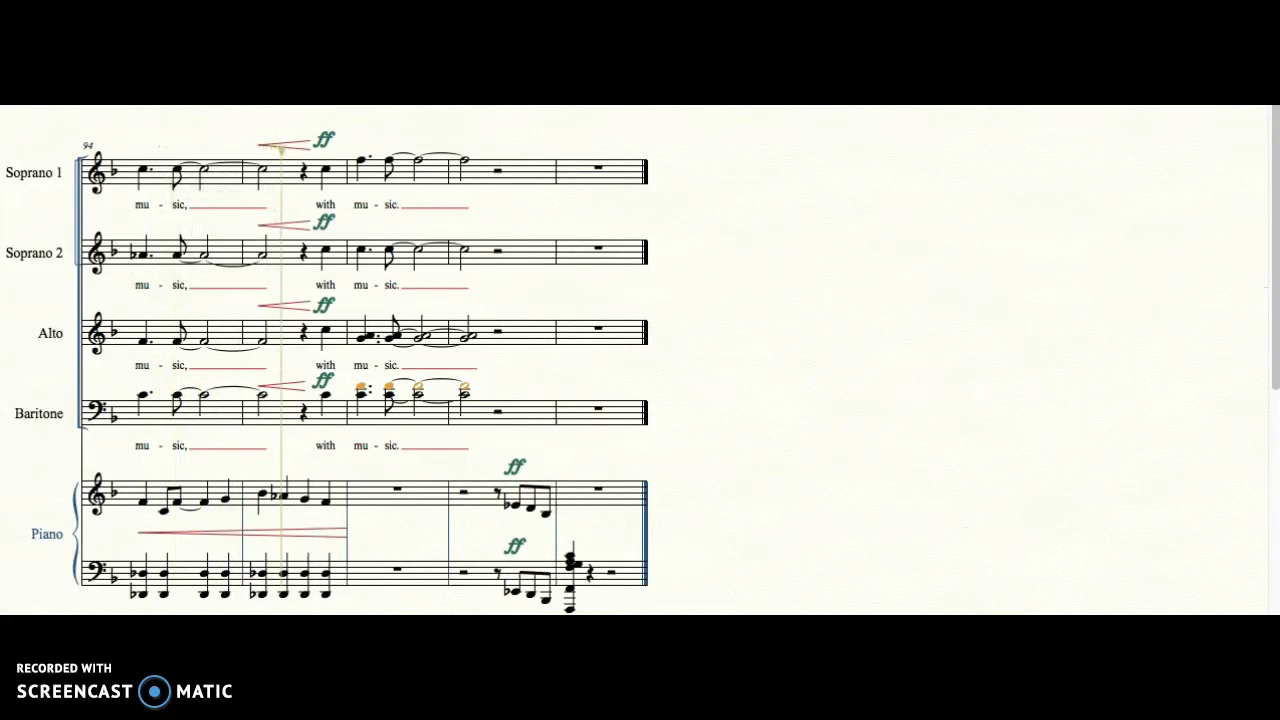 94
ff
Soprano 1
mu - sic, with mu - sic.
ff
Soprano 2
mu - sic, with mu - sic.
ff
Alto
mu - sic, with mu - sic.
ff
Baritone
mu - sic, with mu - sic.
ff
Piano
ff
RECORDED WITH
SCREENCAST MATIC